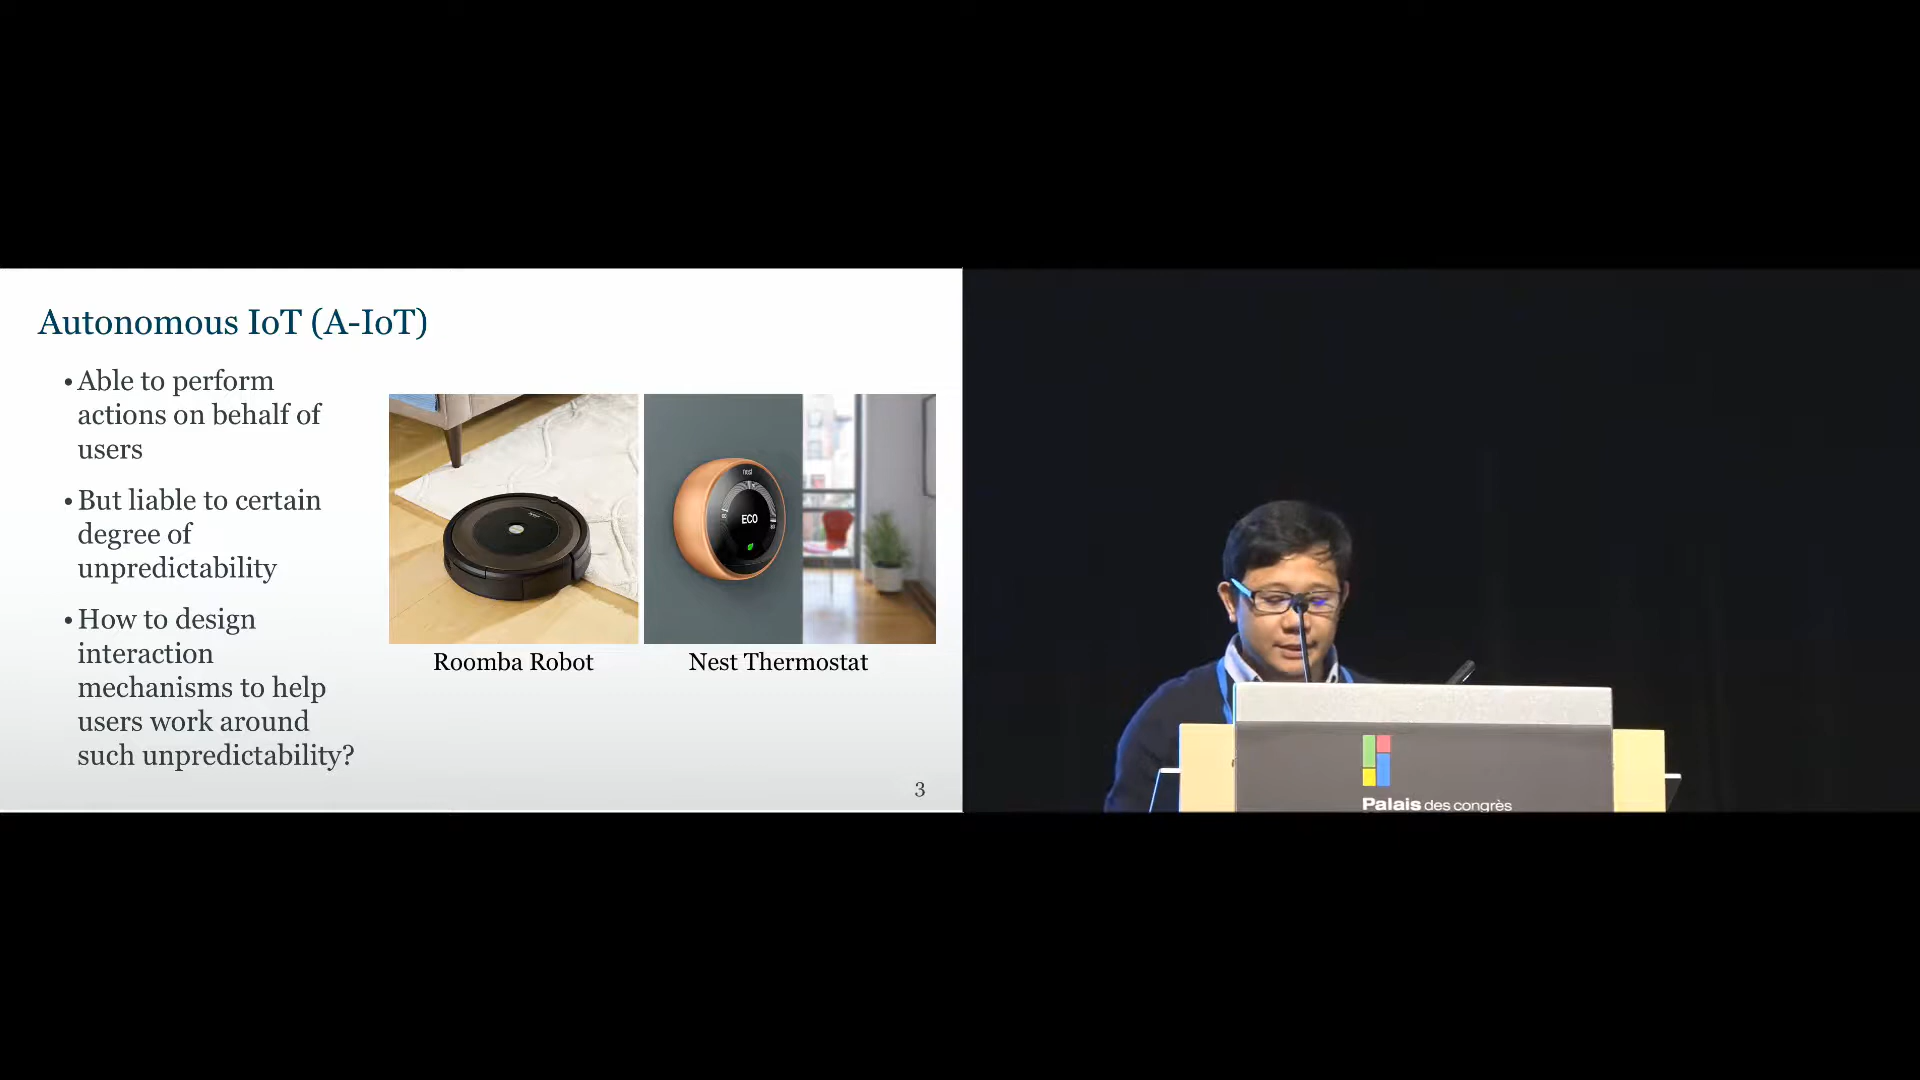 Autonomous IoT (A-IoT)
• Able to perform
actions on behalf of
users
• But liable to certain
degree of
unpredictability
• How to design
interaction
mechanisms to help
users work around
such unpredictability?
nest
ECO
Roomba Robot
Nest Thermostat
3
Palais des congrès